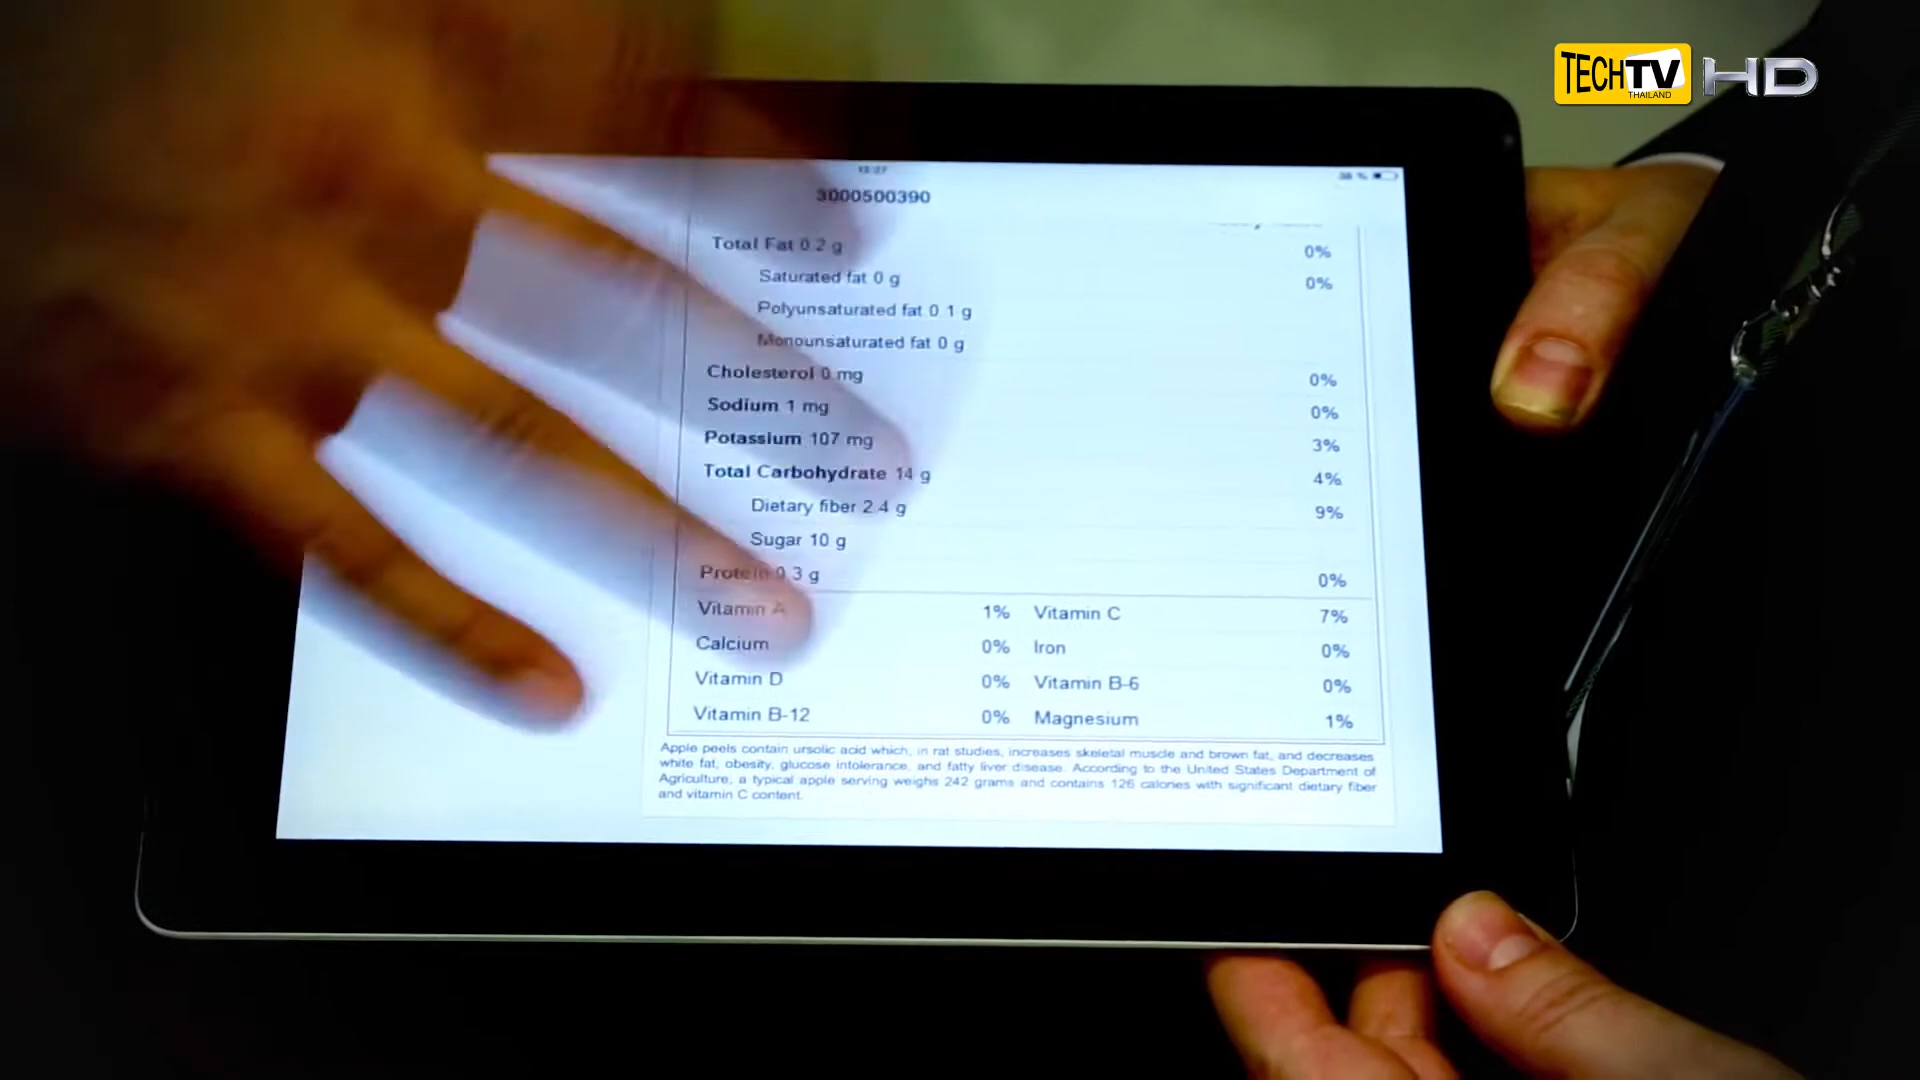 TECHTV HD
THAILAND
3000500390
Total Fat 0.2 g 0%
Saturated fat 0 g 0%
Polyunsaturated fat 0.1 g
Monounsaturated fat 0 g
Cholesterol 0 mg 0%
Sodium 1 mg 0%
Potassium 107 mg 3%
Total Carbohydrate 14 g 4%
Dietary fiber 2.4 g 9%
Sugar 10 g
Protein 0.3 g 0%
Vitamin A 1% Vitamin C 7%
Calcium 0% Iron 0%
Vitamin D 0% Vitamin B-6 0%
Vitamin B-12 0% Magnesium 1%
Apple peels contain ursolic acid which, in rat studies, increases skeletal muscle and brown fat, and decreases
white fat, obesity, glucose intolerance, and fatty liver disease. According to the United States Department of
Agriculture, a typical apple serving weighs 242 grams and contains 126 calories with significant dietary fiber
and vitamin C content.